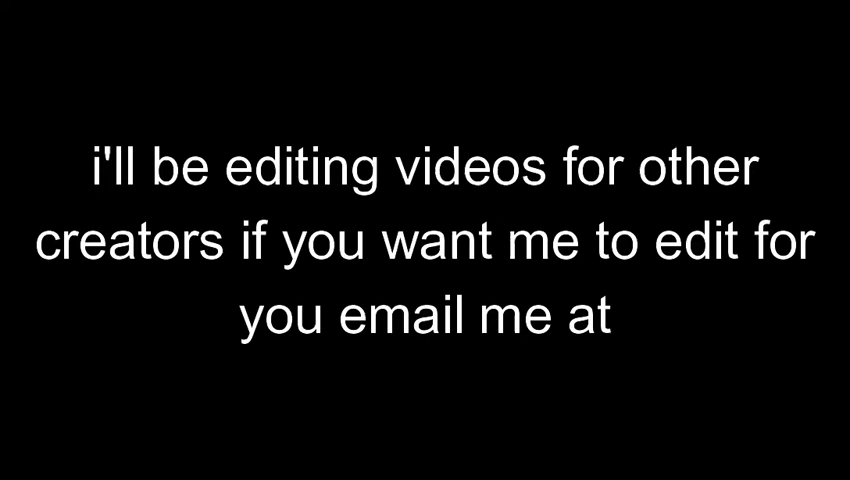 i'll be editing videos for other
creators if you want me to edit for
you email me at